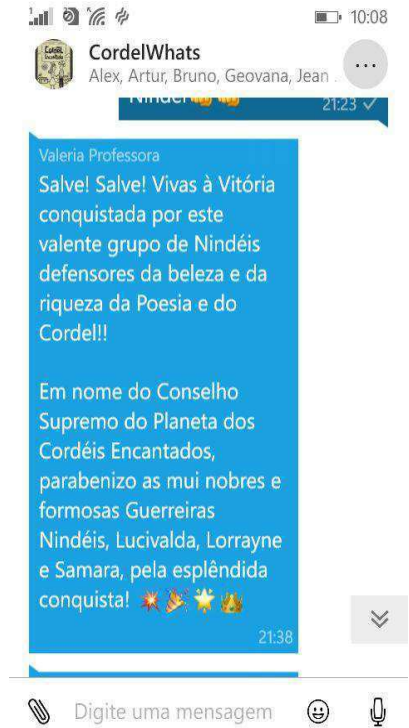 10:08
CordelWhats
Alex, Artur, Bruno, Geovana, Jean ...
21:23
Valeria Professora
Salve! Salve! Vivas à Vitória
conquistada por este
valente grupo de Nindéis
defensores da beleza e da
riqueza da Poesia e do
Cordel!!
Em nome do Conselho
Supremo do Planeta dos
Cordéis Encantados,
parabenizo as mui nobres e
formosas Guerreiras
Nindéis, Lucivalda, Lorrayne
e Samara, pela esplêndida
conquista! 💥🎉🌟👑
21:38
Digite uma mensagem